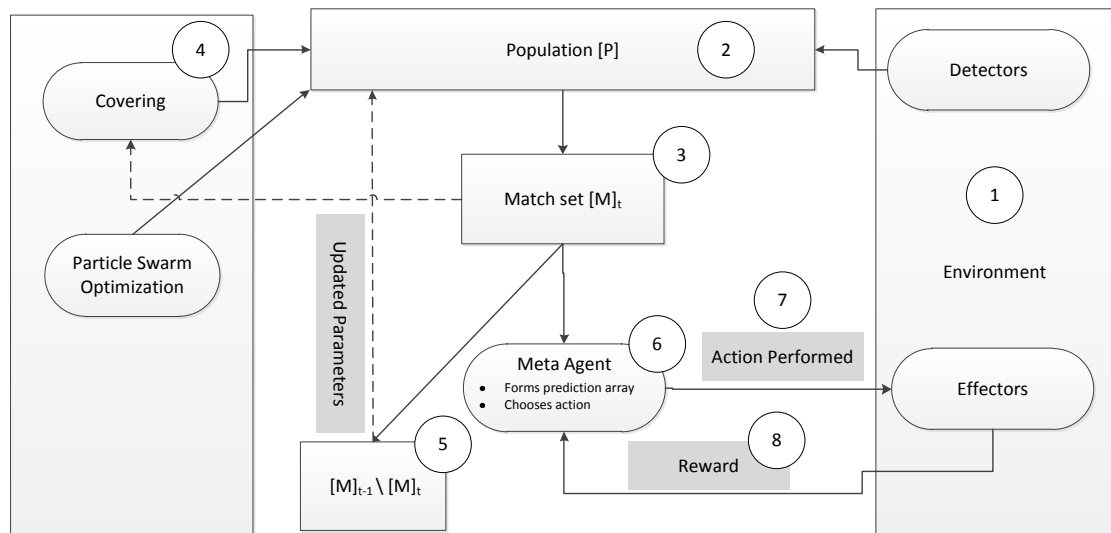 4
Population [P]
2
Detectors
Covering
3
Match set [M]t
1
Environment
Particle Swarm
Optimization
Updated Parameters
7
Action Performed
6
Meta Agent
• Forms prediction array
• Chooses action
Effectors
5
[M]t-1 \ [M]t
Reward
8